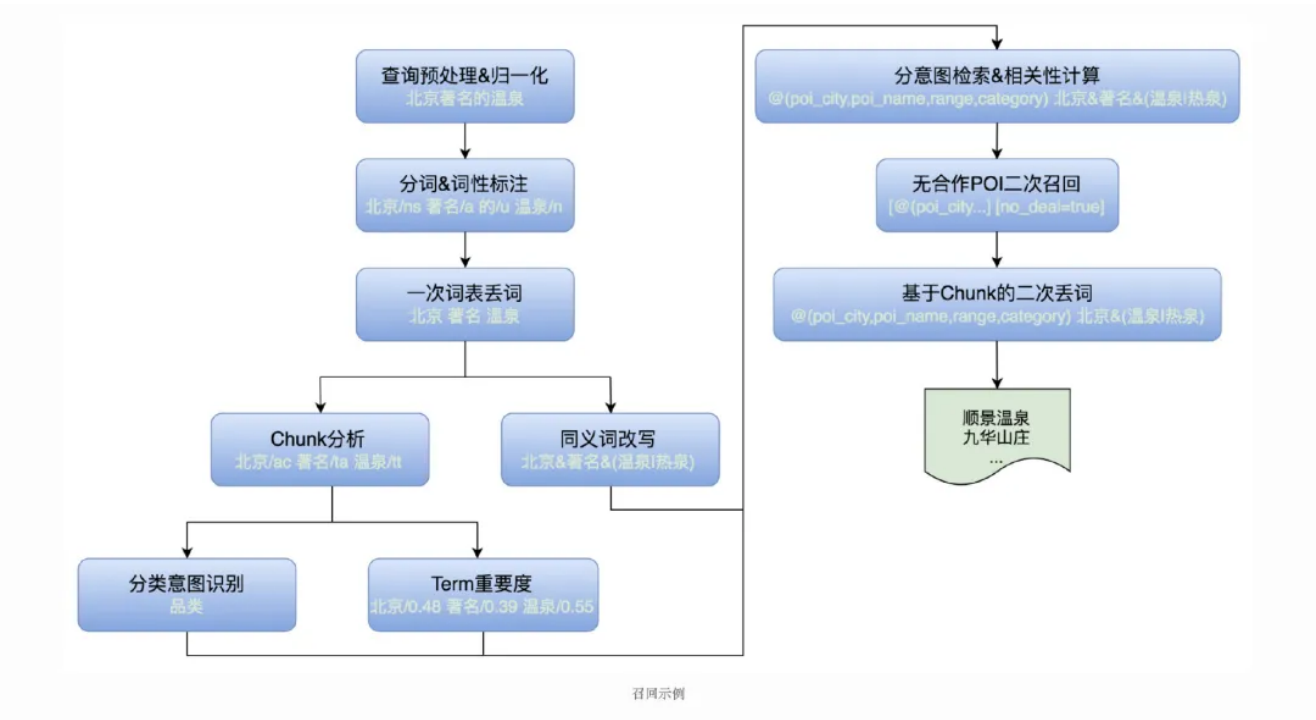 查询预处理&归一化
北京著名的温泉
分词&词性标注
北京/ns 著名/a 的/u 温泉/n
一次词表丢词
北京 著名 温泉
Chunk分析
北京/ac 著名/ta 温泉/tt
同义词改写
北京&著名&(温泉|热泉)
分类意图识别
品类
Term重要度
北京/0.48 著名/0.39 温泉/0.55
分意图检索&相关性计算
@(poi_city,poi_name,range,category) 北京&著名&(温泉|热泉)
无合作POI二次召回
[@(poi_city...] [no_deal=true]
基于Chunk的二次丢词
@(poi_city,poi_name,range,category) 北京&(温泉|热泉)
顺景温泉
九华山庄
...
召回示例